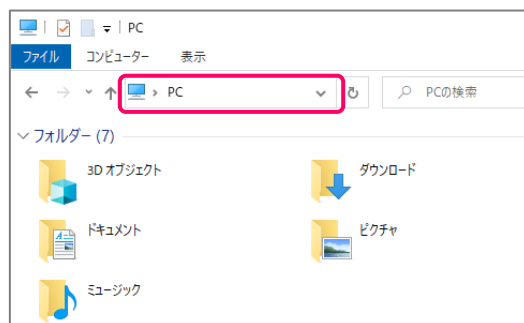 PC
ファイル コンピューター 表示
PC PCの検索
フォルダー (7)
3D オブジェクト ダウンロード
ドキュメント ピクチャ
ミュージック